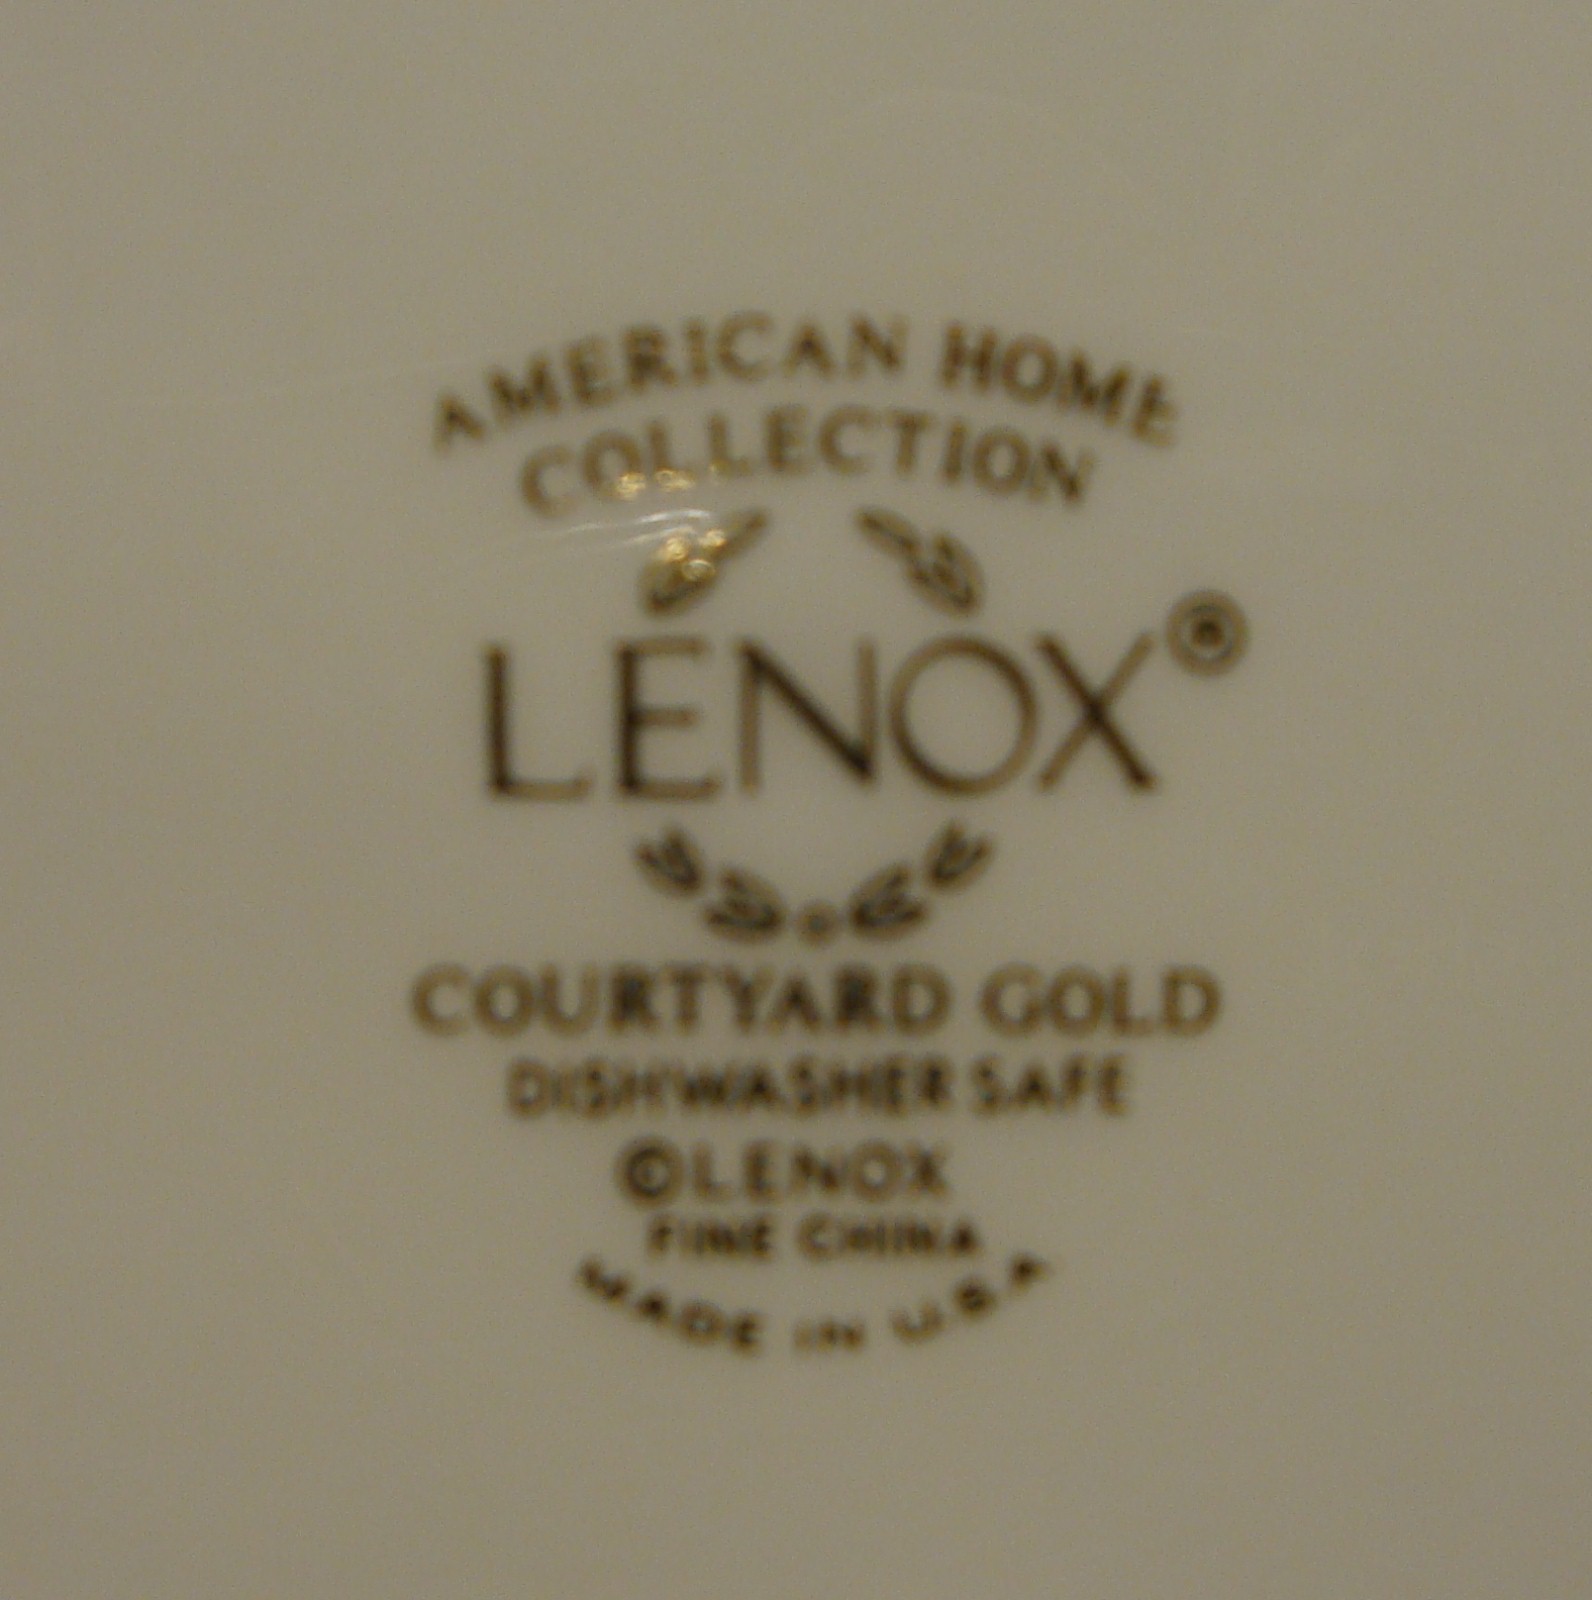 AMERICAN HOME
COLLECTION
LENOX®
COURTYARD GOLD
DISHWASHER SAFE
©LENOX
FINE CHINA
MADE IN U.S.A